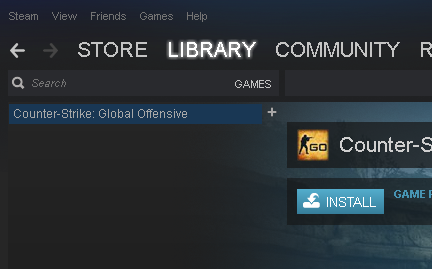 Steam View Friends Games Help
STORE LIBRARY COMMUNITY
Search GAMES
Counter-Strike: Global Offensive +
GO Counter-S
INSTALL GAME